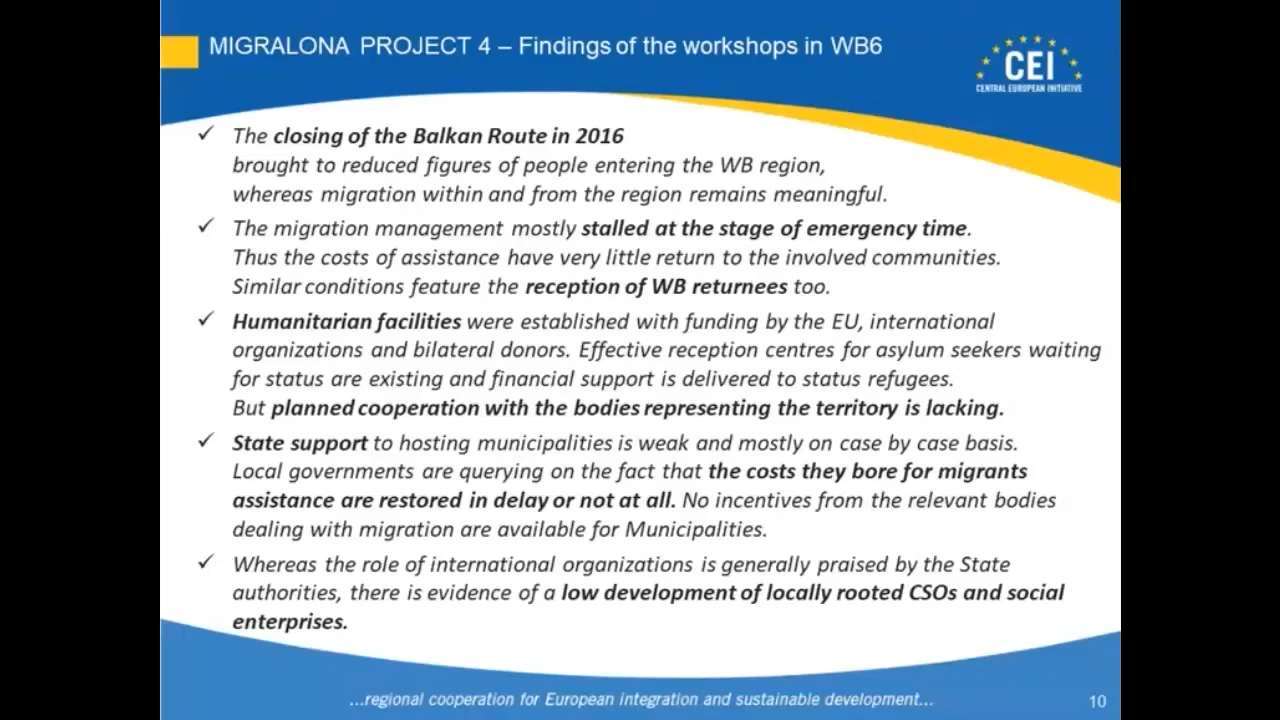 MIGRALONA PROJECT 4 – Findings of the workshops in WB6
CEI
CENTRAL EUROPEAN INITIATIVE
✓ The closing of the Balkan Route in 2016
brought to reduced figures of people entering the WB region,
whereas migration within and from the region remains meaningful.
✓ The migration management mostly stalled at the stage of emergency time.
Thus the costs of assistance have very little return to the involved communities.
Similar conditions feature the reception of WB returnees too.
✓ Humanitarian facilities were established with funding by the EU, international
organizations and bilateral donors. Effective reception centres for asylum seekers waiting
for status are existing and financial support is delivered to status refugees.
But planned cooperation with the bodies representing the territory is lacking.
✓ State support to hosting municipalities is weak and mostly on case by case basis.
Local governments are querying on the fact that the costs they bore for migrants
assistance are restored in delay or not at all. No incentives from the relevant bodies
dealing with migration are available for Municipalities.
✓ Whereas the role of international organizations is generally praised by the State
authorities, there is evidence of a low development of locally rooted CSOs and social
enterprises.
...regional cooperation for European integration and sustainable development...
10